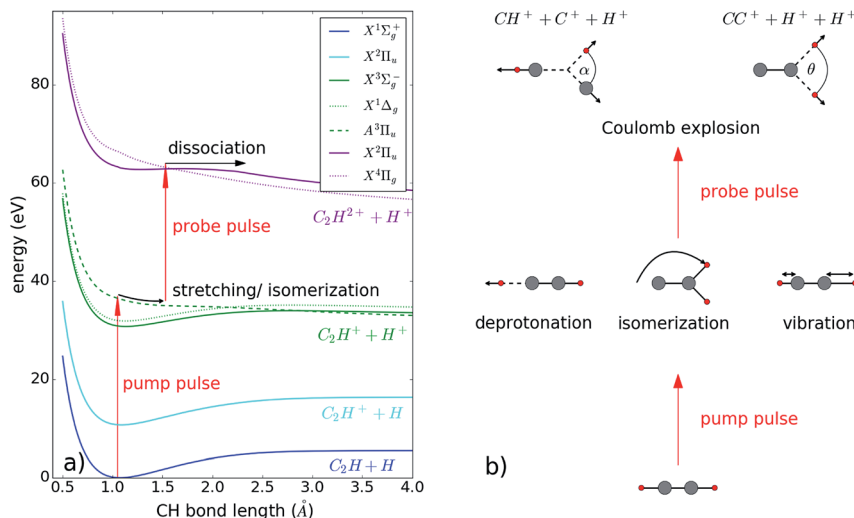 energy (eV)
80
60
40
20
0
0.5 1.0 1.5 2.0 2.5 3.0 3.5 4.0
CH bond length (Å)
a)
X¹Σg⁺
X²Πu
X³Σg⁻
X¹Δg
A³Πu
X²Πu
X⁴Πg
dissociation
C₂H²⁺ + H⁺
probe pulse
stretching/ isomerization
C₂H⁺ + H⁺
pump pulse
C₂H⁺ + H
C₂H + H
CH⁺ + C⁺ + H⁺
CC⁺ + H⁺ + H⁺
α
θ
Coulomb explosion
probe pulse
deprotonation
isomerization
vibration
pump pulse
b)